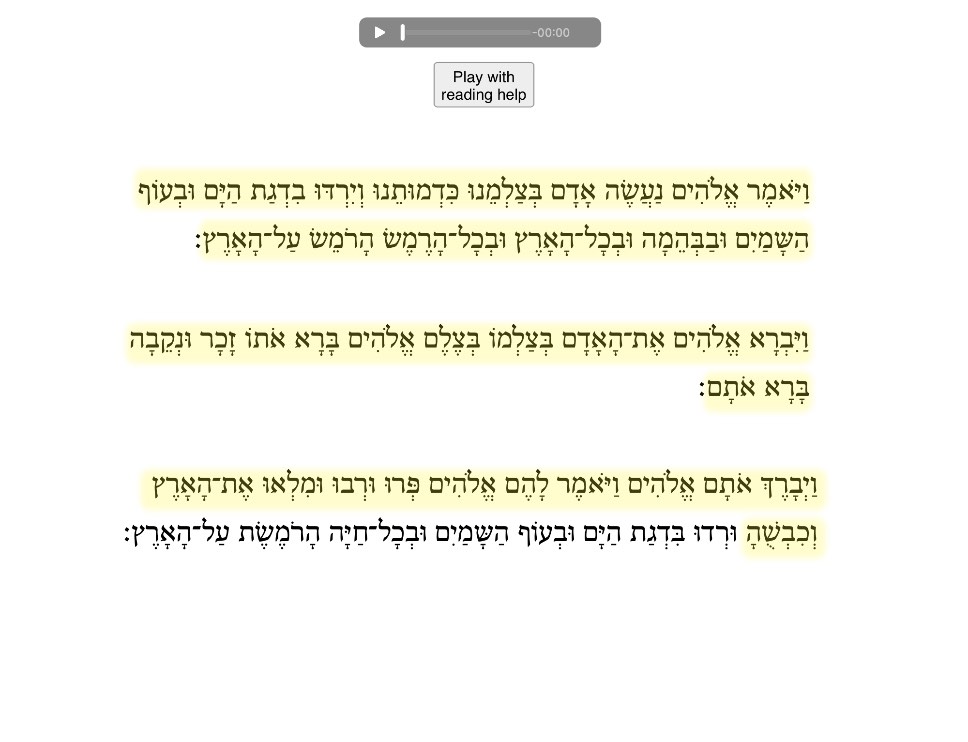 -00:00
Play with
reading help
וַיֹּאמֶר אֱלֹהִים נַעֲשֶׂה אָדָם בְּצַלְמֵנוּ כִּדְמוּתֵנוּ וְיִרְדּוּ בִדְגַת הַיָּם וּבְעוֹף
הַשָּׁמַיִם וּבַבְּהֵמָה וּבְכָל־הָאָרֶץ וּבְכָל־הָרֶמֶשׂ הָרֹמֵשׂ עַל־הָאָרֶץ׃
וַיִּבְרָא אֱלֹהִים אֶת־הָאָדָם בְּצַלְמוֹ בְּצֶלֶם אֱלֹהִים בָּרָא אֹתוֹ זָכָר וּנְקֵבָה
בָּרָא אֹתָם׃
וַיְבָרֶךְ אֹתָם אֱלֹהִים וַיֹּאמֶר לָהֶם אֱלֹהִים פְּרוּ וּרְבוּ וּמִלְאוּ אֶת־הָאָרֶץ
וְכִבְשֻׁהָ וּרְדוּ בִּדְגַת הַיָּם וּבְעוֹף הַשָּׁמַיִם וּבְכָל־חַיָּה הָרֹמֶשֶׂת עַל־הָאָרֶץ׃